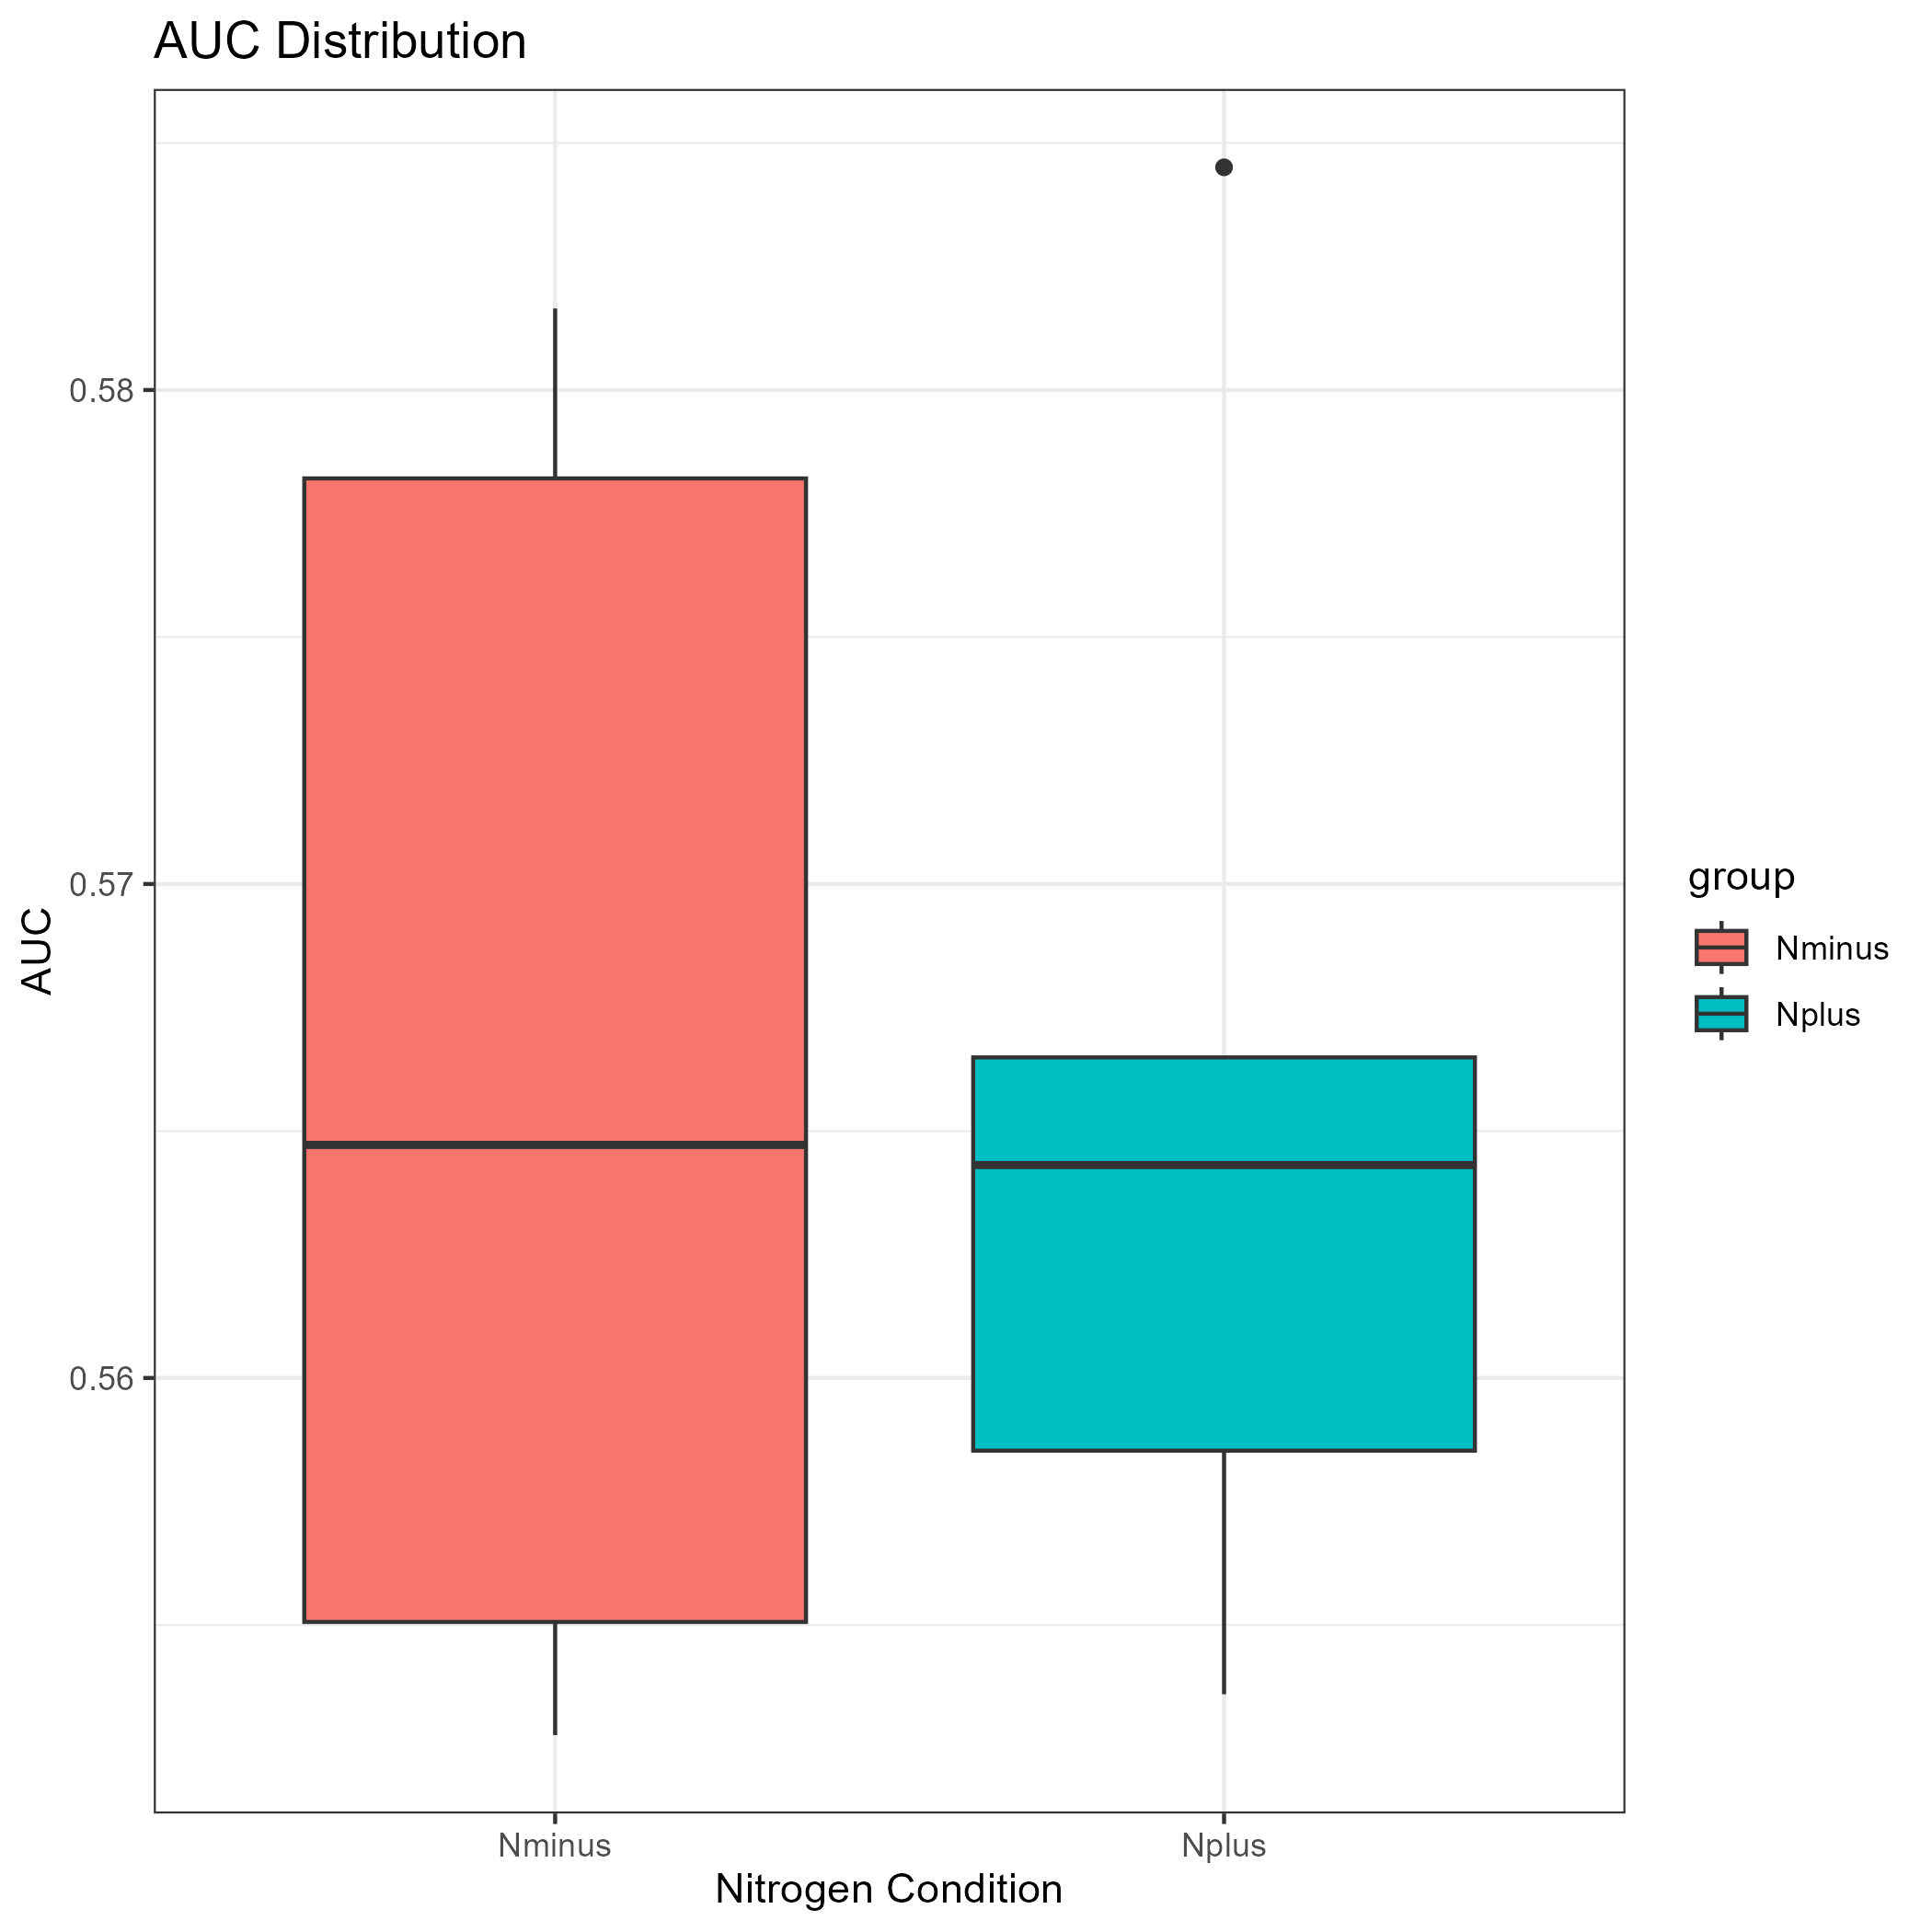 AUC Distribution
AUC
0.58
0.57
0.56
Nminus
Nplus
Nitrogen Condition
group
Nminus
Nplus